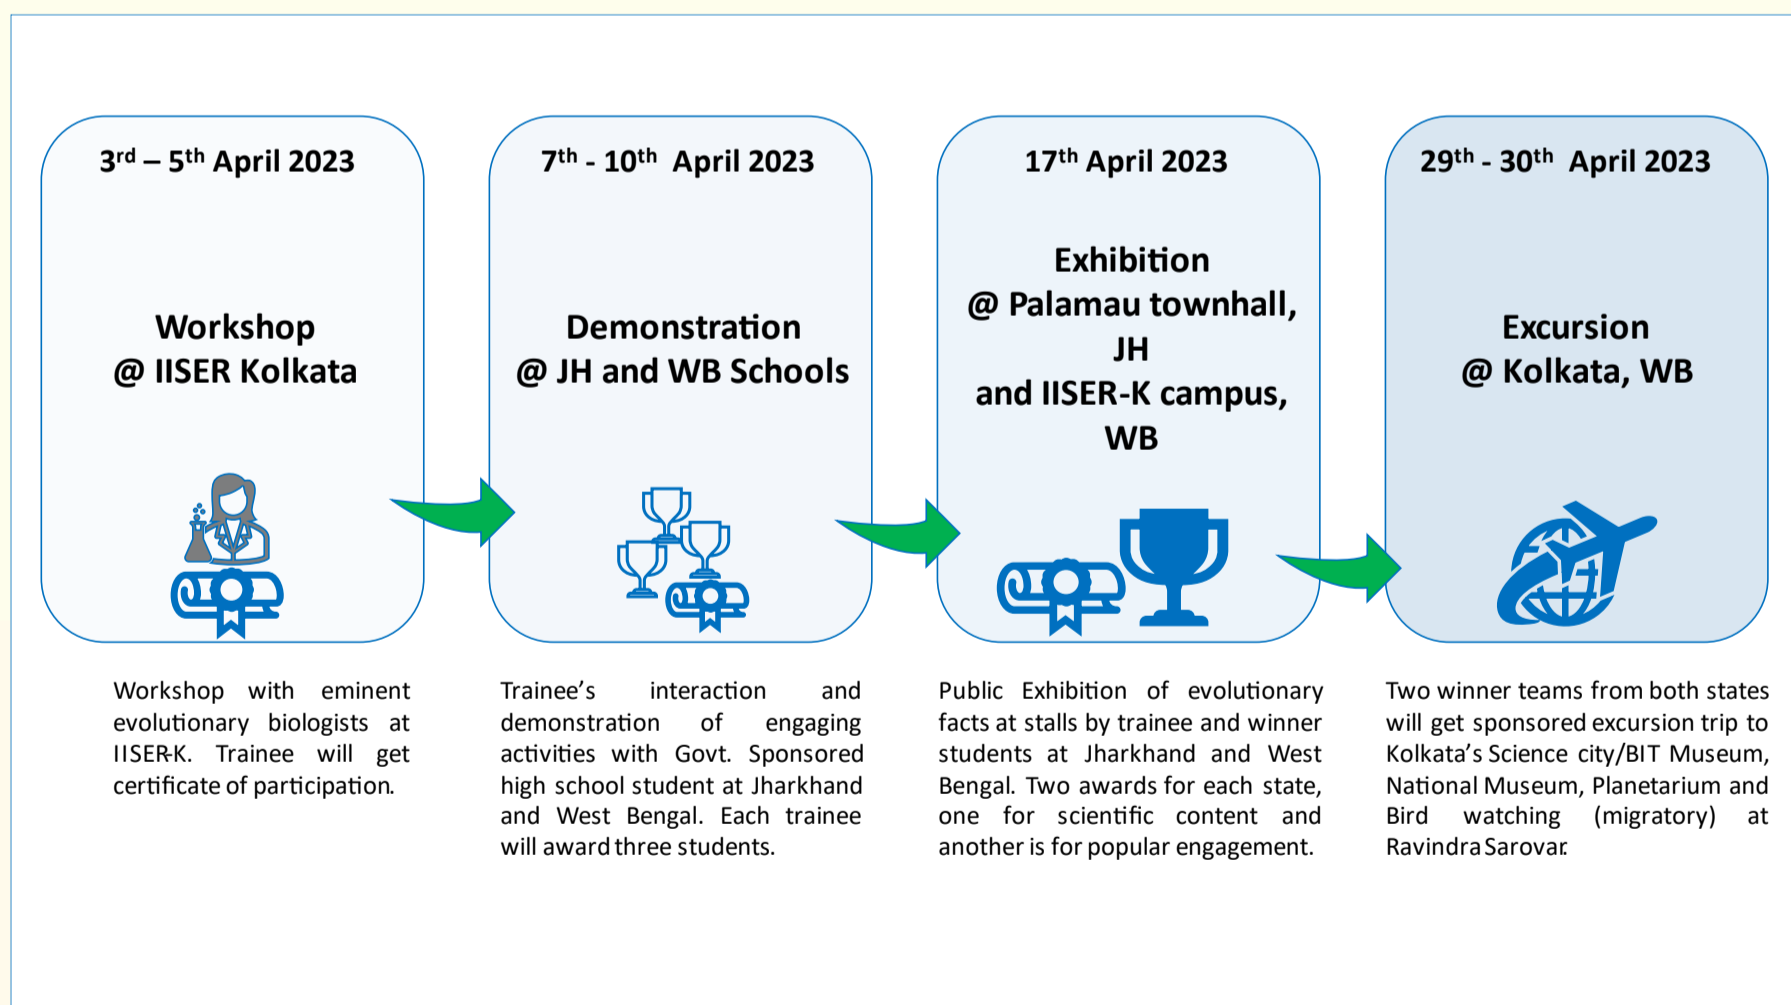 3rd – 5th April 2023
Workshop
@ IISER Kolkata
Workshop with eminent
evolutionary biologists at
IISER-K. Trainee will get
certificate of participation.
7th - 10th April 2023
Demonstration
@ JH and WB Schools
Trainee’s interaction and
demonstration of engaging
activities with Govt. Sponsored
high school student at Jharkhand
and West Bengal. Each trainee
will award three students.
17th April 2023
Exhibition
@ Palamau townhall,
JH
and IISER-K campus,
WB
Public Exhibition of evolutionary
facts at stalls by trainee and winner
students at Jharkhand and West
Bengal. Two awards for each state,
one for scientific content and
another is for popular engagement.
29th - 30th April 2023
Excursion
@ Kolkata, WB
Two winner teams from both states
will get sponsored excursion trip to
Kolkata’s Science city/BIT Museum,
National Museum, Planetarium and
Bird watching (migratory) at
Ravindra Sarovar.